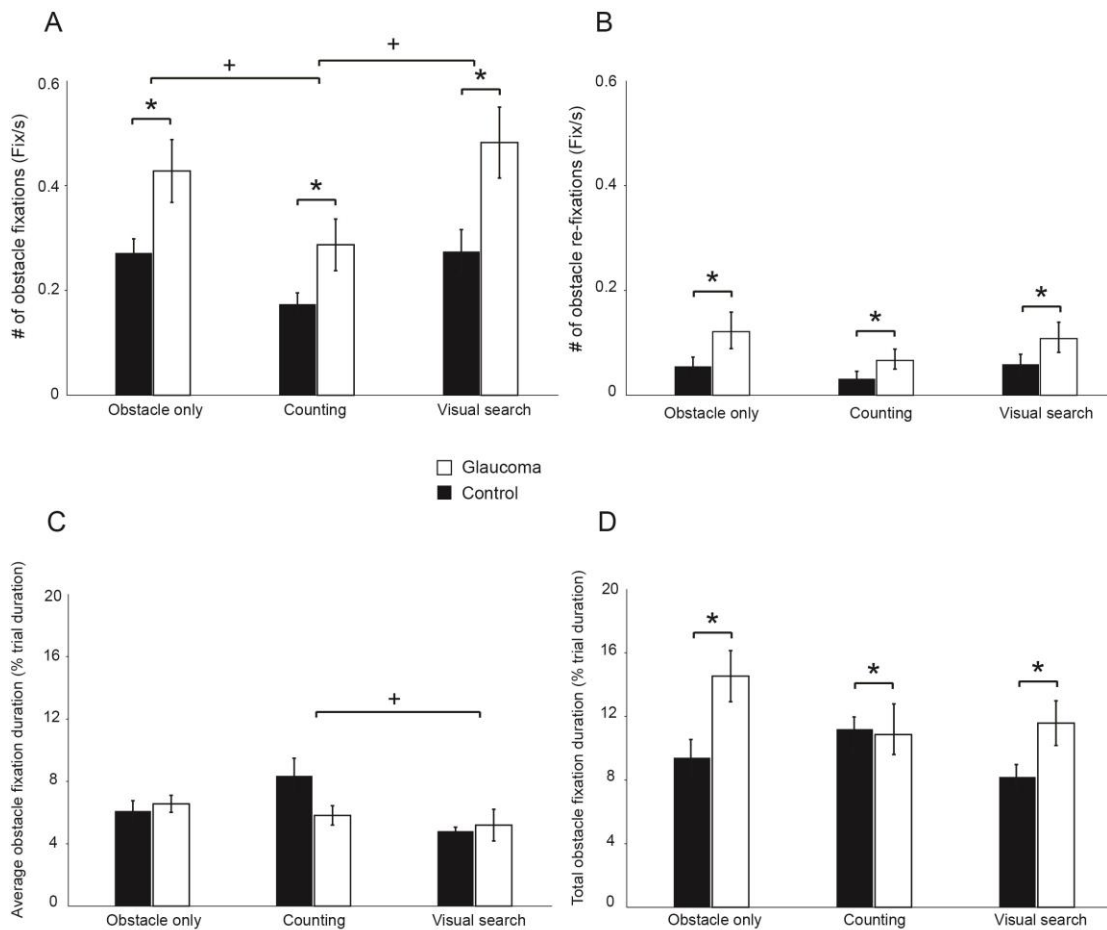 A
B
+
+
*
*
*
0.6
0.4
0.2
0
# of obstacle fixations (Fix/s)
Obstacle only
Counting
Visual search
0.6
0.4
0.2
0
# of obstacle re-fixations (Fix/s)
*
*
*
Obstacle only
Counting
Visual search
Glaucoma
Control
C
D
20
16
12
8
4
0
Average obstacle fixation duration (% trial duration)
+
Obstacle only
Counting
Visual search
20
16
12
8
4
0
Total obstacle fixation duration (% trial duration)
*
*
*
Obstacle only
Counting
Visual search